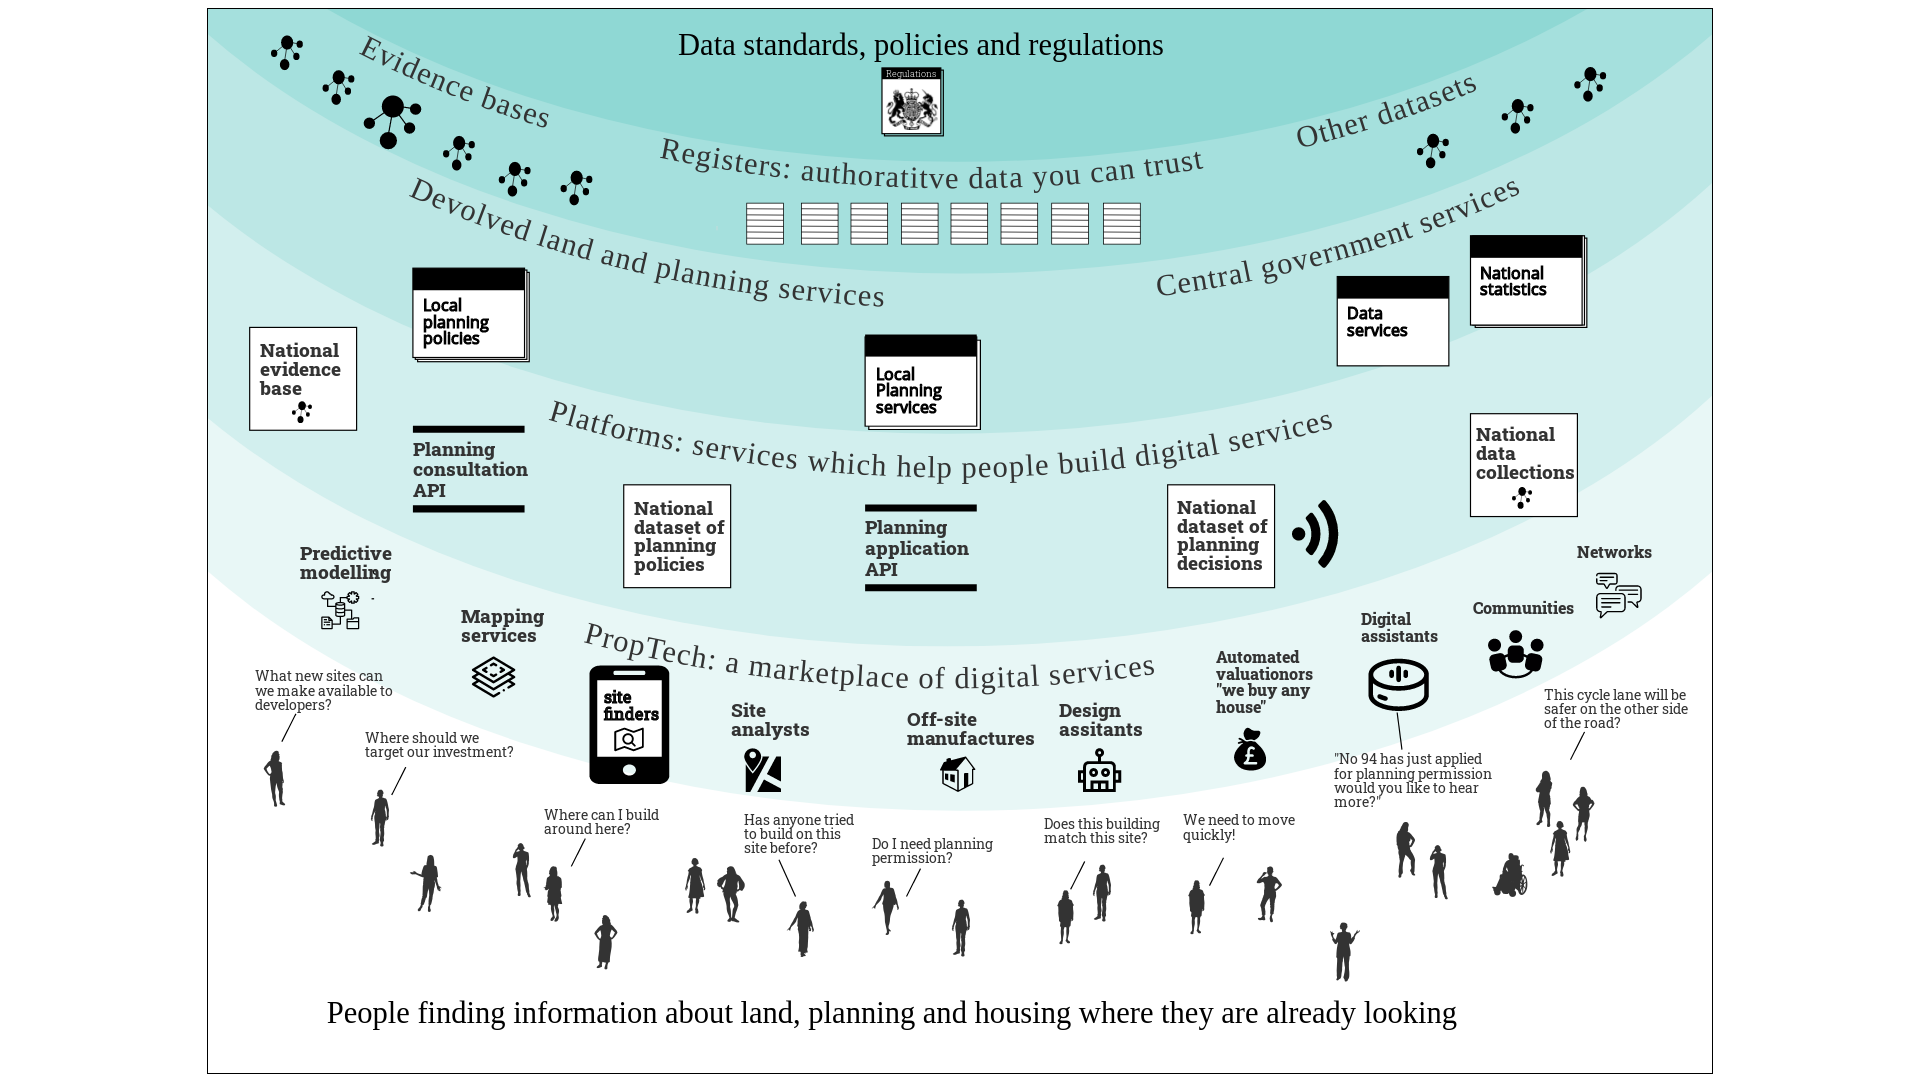 Data standards, policies and regulations
Regulations
Evidence bases
Other datasets
Registers: authoratitve data you can trust
Devolved land and planning services
Central government services
Local
planning
policies
National
statistics
Data
services
National
evidence
base
Local
Planning
services
Platforms: services which help people build digital services
Planning
consultation
API
National
data
collections
National
dataset of
planning
policies
Planning
application
API
National
dataset of
planning
decisions
Predictive
modelling
Networks
Mapping
services
PropTech: a marketplace of digital services
Communities
Digital
assistants
Automated
valuationors
"we buy any
house"
site
finders
Site
analysts
Off-site
manufactures
Design
assitants
What new sites can
we make available to
developers?
Where should we
target our investment?
This cycle lane will be
safer on the other side
of the road?
"No 94 has just applied
for planning permission
would you like to hear
more?"
Where can I build
around here?
Has anyone tried
to build on this
site before?
Do I need planning
permission?
Does this building
match this site?
We need to move
quickly!
People finding information about land, planning and housing where they are already looking